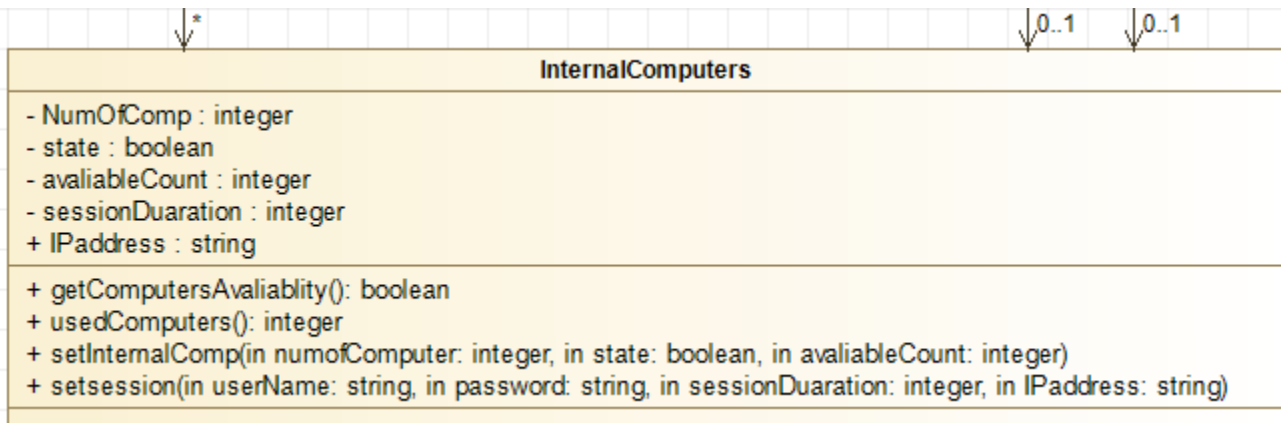 * 0..1 0..1
InternalComputers
- NumOfComp : integer
- state : boolean
- avaliableCount : integer
- sessionDuaration : integer
+ IPaddress : string
+ getComputersAvaliablity(): boolean
+ usedComputers(): integer
+ setInternalComp(in numofComputer: integer, in state: boolean, in avaliableCount: integer)
+ setsession(in userName: string, in password: string, in sessionDuaration: integer, in IPaddress: string)